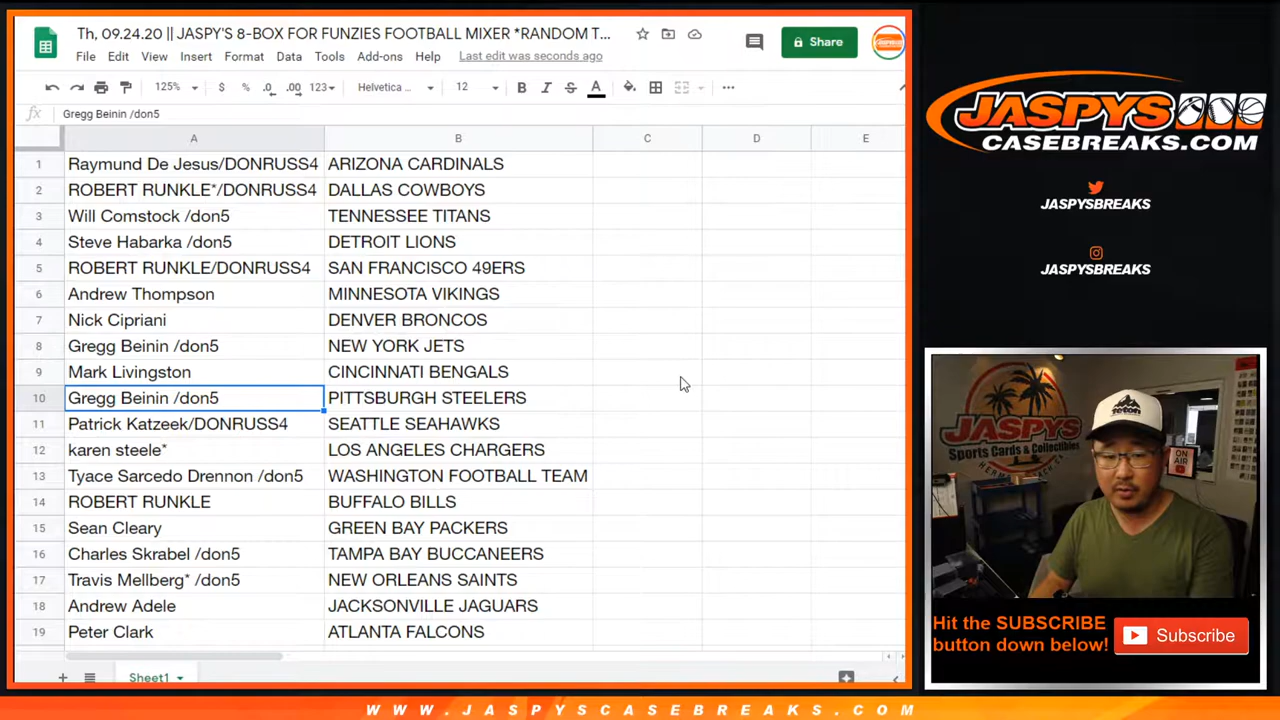 Th, 09.24.20 || JASPY'S 8-BOX FOR FUNZIES FOOTBALL MIXER *RANDOM T...
Share
File Edit View Insert Format Data Tools Add-ons Help Last edit was seconds ago
125% $ % .0 .00 123 Helvetica ... 12 B I S A
fx Gregg Beinin /don5
A B C D E
1 Raymund De Jesus/DONRUSS4 ARIZONA CARDINALS
2 ROBERT RUNKLE*/DONRUSS4 DALLAS COWBOYS
3 Will Comstock /don5 TENNESSEE TITANS
4 Steve Habarka /don5 DETROIT LIONS
5 ROBERT RUNKLE/DONRUSS4 SAN FRANCISCO 49ERS
6 Andrew Thompson MINNESOTA VIKINGS
7 Nick Cipriani DENVER BRONCOS
8 Gregg Beinin /don5 NEW YORK JETS
9 Mark Livingston CINCINNATI BENGALS
10 Gregg Beinin /don5 PITTSBURGH STEELERS
11 Patrick Katzeek/DONRUSS4 SEATTLE SEAHAWKS
12 karen steele* LOS ANGELES CHARGERS
13 Tyace Sarcedo Drennon /don5 WASHINGTON FOOTBALL TEAM
14 ROBERT RUNKLE BUFFALO BILLS
15 Sean Cleary GREEN BAY PACKERS
16 Charles Skrabel /don5 TAMPA BAY BUCCANEERS
17 Travis Mellberg* /don5 NEW ORLEANS SAINTS
18 Andrew Adele JACKSONVILLE JAGUARS
19 Peter Clark ATLANTA FALCONS
Sheet1
JASPYS
CASEBREAKS.COM
JASPYSBREAKS
JASPYSBREAKS
JASPYS
Sports Cards & Collectibles
ON AIR
Hit the SUBSCRIBE
button down below!
Subscribe
WWW.JASPYSCASEBREAKS.COM